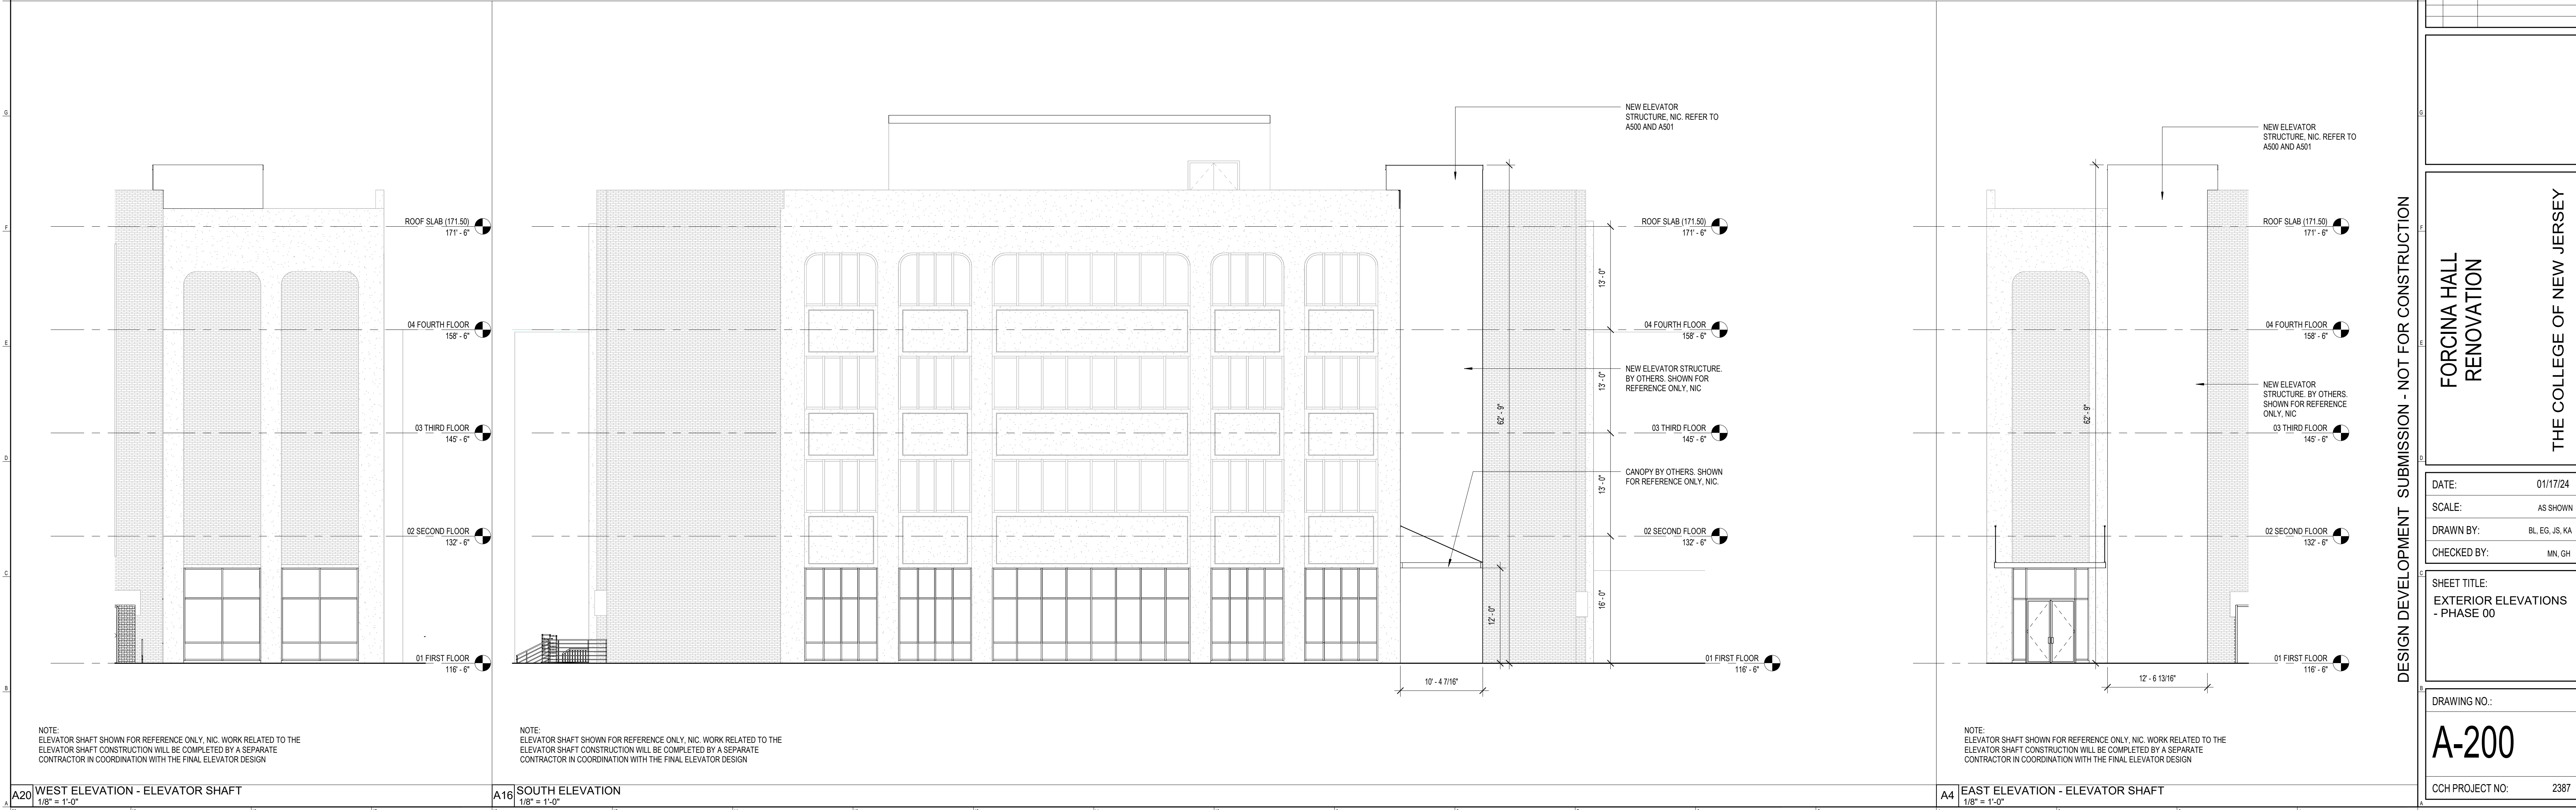 ROOF SLAB (171.50)
171' - 6"
04 FOURTH FLOOR
158' - 6"
03 THIRD FLOOR
145' - 6"
02 SECOND FLOOR
132' - 6"
01 FIRST FLOOR
116' - 6"
NOTE:
ELEVATOR SHAFT SHOWN FOR REFERENCE ONLY, NIC. WORK RELATED TO THE
ELEVATOR SHAFT CONSTRUCTION WILL BE COMPLETED BY A SEPARATE
CONTRACTOR IN COORDINATION WITH THE FINAL ELEVATOR DESIGN
A20
WEST ELEVATION - ELEVATOR SHAFT
1/8" = 1'-0"
NEW ELEVATOR
STRUCTURE, NIC. REFER TO
A500 AND A501
ROOF SLAB (171.50)
171' - 6"
13' - 0"
04 FOURTH FLOOR
158' - 6"
NEW ELEVATOR STRUCTURE.
BY OTHERS. SHOWN FOR
REFERENCE ONLY, NIC
13' - 0"
62' - 9"
03 THIRD FLOOR
145' - 6"
CANOPY BY OTHERS. SHOWN
FOR REFERENCE ONLY, NIC.
13' - 0"
02 SECOND FLOOR
132' - 6"
16' - 0"
12' - 0"
01 FIRST FLOOR
116' - 6"
10' - 4 7/16"
NOTE:
ELEVATOR SHAFT SHOWN FOR REFERENCE ONLY, NIC. WORK RELATED TO THE
ELEVATOR SHAFT CONSTRUCTION WILL BE COMPLETED BY A SEPARATE
CONTRACTOR IN COORDINATION WITH THE FINAL ELEVATOR DESIGN
A16
SOUTH ELEVATION
1/8" = 1'-0"
NEW ELEVATOR
STRUCTURE, NIC. REFER TO
A500 AND A501
ROOF SLAB (171.50)
171' - 6"
04 FOURTH FLOOR
158' - 6"
NEW ELEVATOR
STRUCTURE. BY OTHERS.
SHOWN FOR REFERENCE
ONLY, NIC
62' - 9"
03 THIRD FLOOR
145' - 6"
02 SECOND FLOOR
132' - 6"
01 FIRST FLOOR
116' - 6"
12' - 6 13/16"
NOTE:
ELEVATOR SHAFT SHOWN FOR REFERENCE ONLY, NIC. WORK RELATED TO THE
ELEVATOR SHAFT CONSTRUCTION WILL BE COMPLETED BY A SEPARATE
CONTRACTOR IN COORDINATION WITH THE FINAL ELEVATOR DESIGN
A4
EAST ELEVATION - ELEVATOR SHAFT
1/8" = 1'-0"
G
F
E
D
C
B
A
DESIGN DEVELOPMENT SUBMISSION - NOT FOR CONSTRUCTION
G
F
E
D
C
B
A
FORCINA HALL
RENOVATION
THE COLLEGE OF NEW JERSEY
DATE: 01/17/24
SCALE: AS SHOWN
DRAWN BY: BL, EG, JS, KA
CHECKED BY: MN, GH
SHEET TITLE:
EXTERIOR ELEVATIONS
- PHASE 00
DRAWING NO.:
A-200
CCH PROJECT NO: 2387